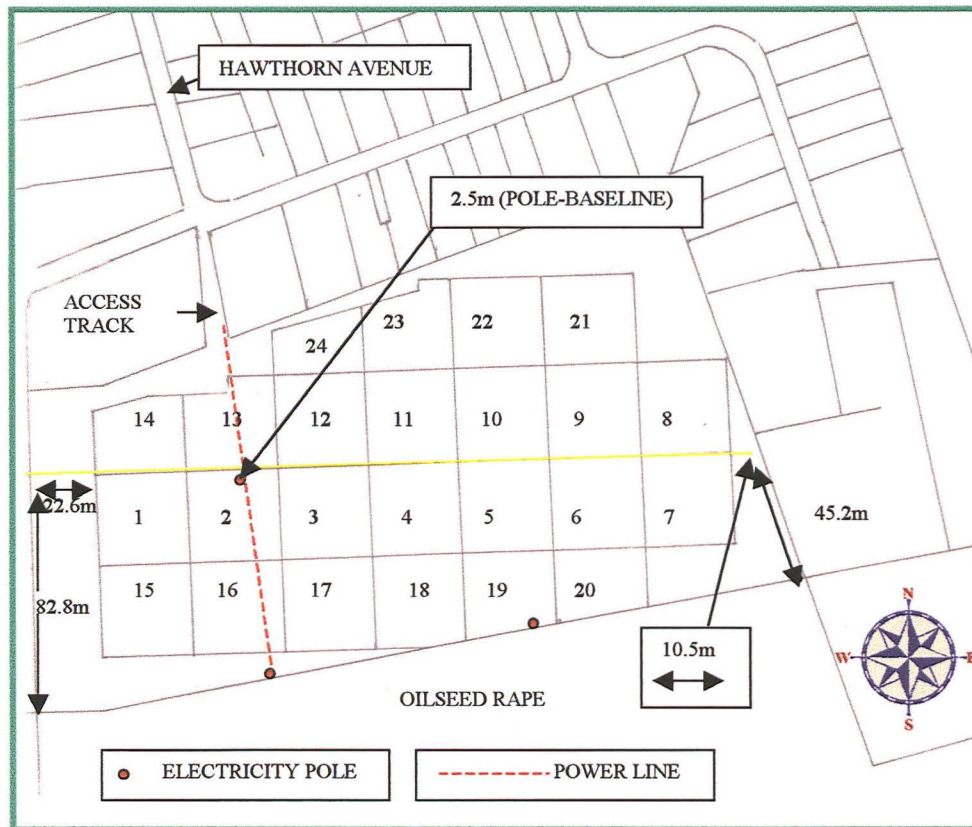 HAWTHORN AVENUE
2.5m (POLE-BASELINE)
ACCESS
TRACK
23
22
21
24
14
13
12
11
10
9
8
22.6m
1
2
3
4
5
6
7
45.2m
15
16
17
18
19
20
82.8m
N
W
E
S
10.5m
OILSEED RAPE
ELECTRICITY POLE
POWER LINE